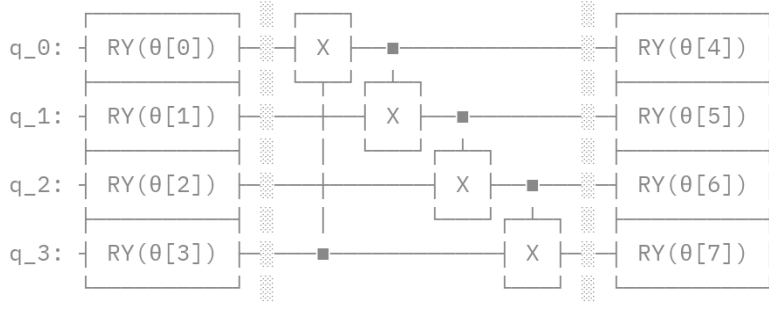 q_0: RY(θ[0]) X RY(θ[4])
q_1: RY(θ[1]) X RY(θ[5])
q_2: RY(θ[2]) X RY(θ[6])
q_3: RY(θ[3]) X RY(θ[7])